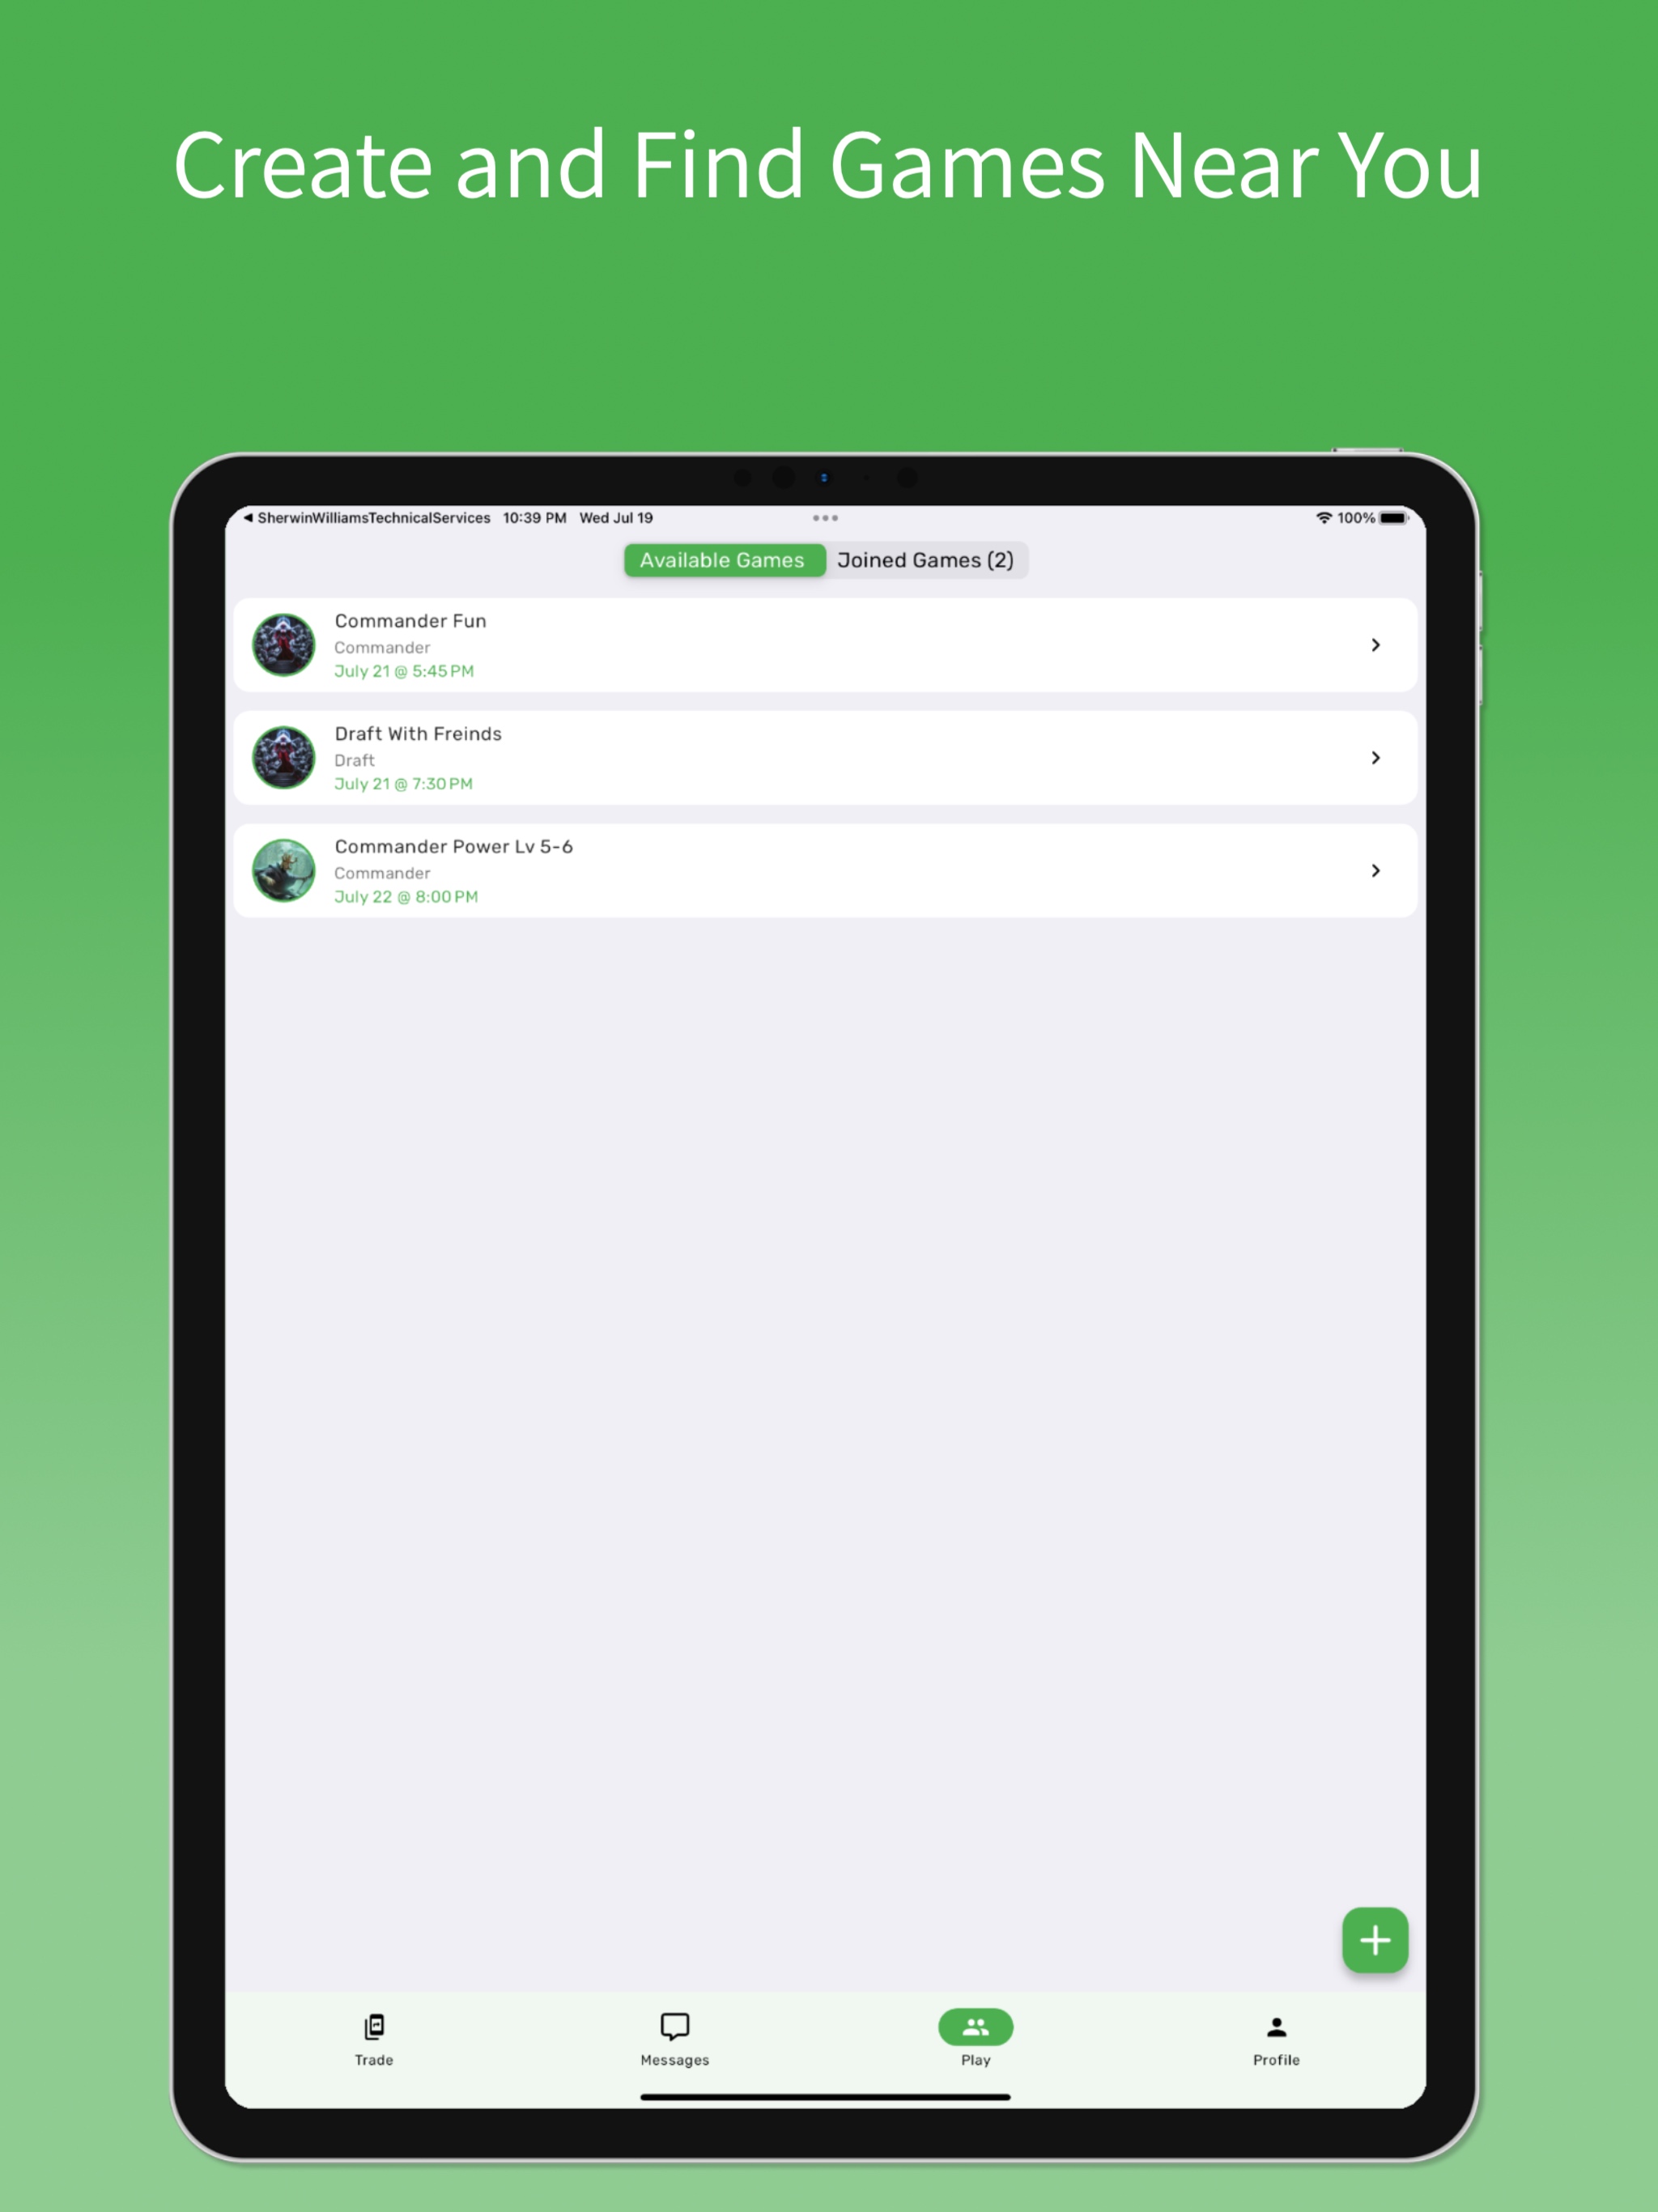 Create and Find Games Near You
◀ SherwinWilliamsTechnicalServices 10:39 PM Wed Jul 19 100%
Available Games Joined Games (2)
Commander Fun
Commander
July 21 @ 5:45 PM
Draft With Freinds
Draft
July 21 @ 7:30 PM
Commander Power Lv 5-6
Commander
July 22 @ 8:00 PM
Trade Messages Play Profile